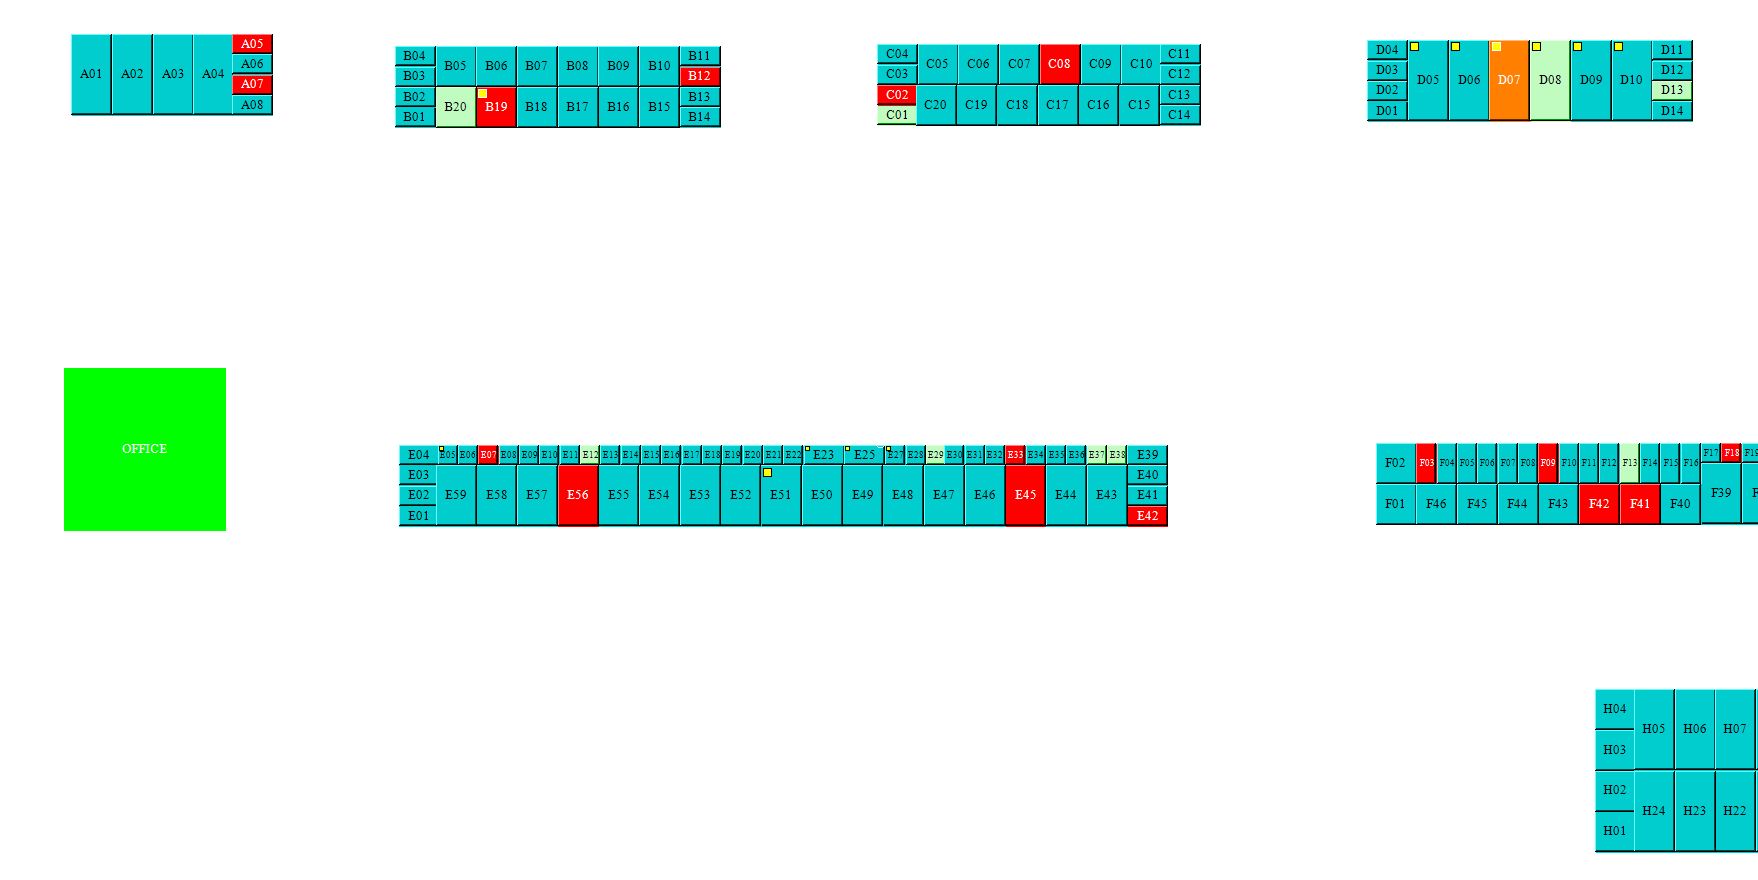 A01 A02 A03 A04 A05
A06
A07
A08
B04 B05 B06 B07 B08 B09 B10 B11
B03 B12
B02 B20 B19 B18 B17 B16 B15 B13
B01 B14
C04 C05 C06 C07 C08 C09 C10 C11
C03 C12
C02 C20 C19 C18 C17 C16 C15 C13
C01 C14
D04 D05 D06 D07 D08 D09 D10 D11
D03 D12
D02 D13
D01 D14
OFFICE
E04 E05 E06 E07 E08 E09 E10 E11 E12 E13 E14 E15 E16 E17 E18 E19 E20 E21 E22 E23 E25 E27 E28 E29 E30 E31 E32 E33 E34 E35 E36 E37 E38 E39
E03 E40
E02 E59 E58 E57 E56 E55 E54 E53 E52 E51 E50 E49 E48 E47 E46 E45 E44 E43 E41
E01 E42
F02 F03 F04 F05 F06 F07 F08 F09 F10 F11 F12 F13 F14 F15 F16 F17 F18 F19
F01 F46 F45 F44 F43 F42 F41 F40 F39
H04 H05 H06 H07
H03
H02 H24 H23 H22
H01